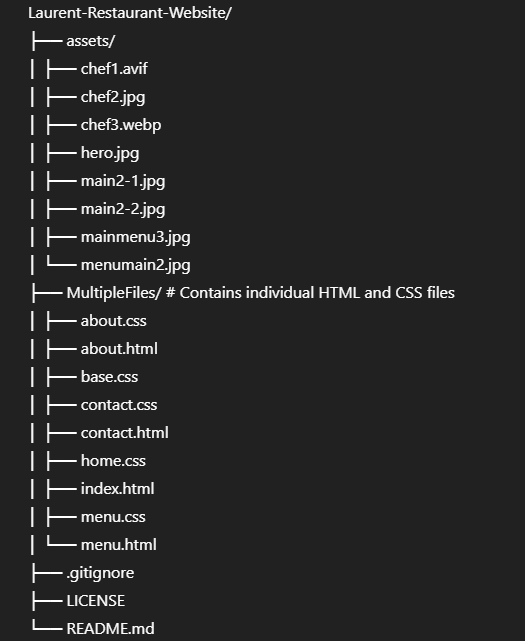 Laurent-Restaurant-Website/
├── assets/
│ ├── chef1.avif
│ ├── chef2.jpg
│ ├── chef3.webp
│ ├── hero.jpg
│ ├── main2-1.jpg
│ ├── main2-2.jpg
│ ├── mainmenu3.jpg
│ └── menumain2.jpg
├── MultipleFiles/ # Contains individual HTML and CSS files
│ ├── about.css
│ ├── about.html
│ ├── base.css
│ ├── contact.css
│ ├── contact.html
│ ├── home.css
│ ├── index.html
│ ├── menu.css
│ └── menu.html
├── .gitignore
├── LICENSE
└── README.md